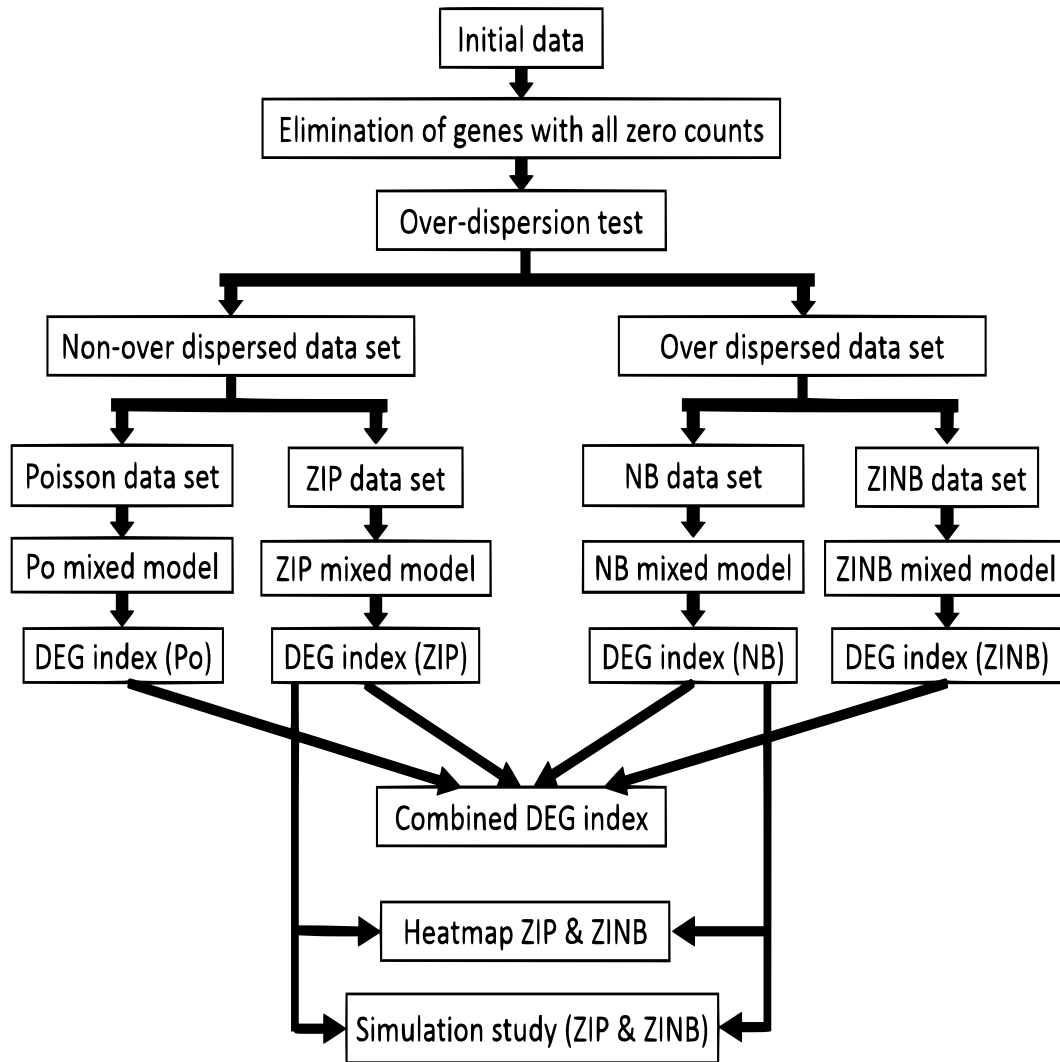 Initial data
Elimination of genes with all zero counts
Over-dispersion test
Non-over dispersed data set
Over dispersed data set
Poisson data set
ZIP data set
NB data set
ZINB data set
Po mixed model
ZIP mixed model
NB mixed model
ZINB mixed model
DEG index (Po)
DEG index (ZIP)
DEG index (NB)
DEG index (ZINB)
Combined DEG index
Heatmap ZIP & ZINB
Simulation study (ZIP & ZINB)